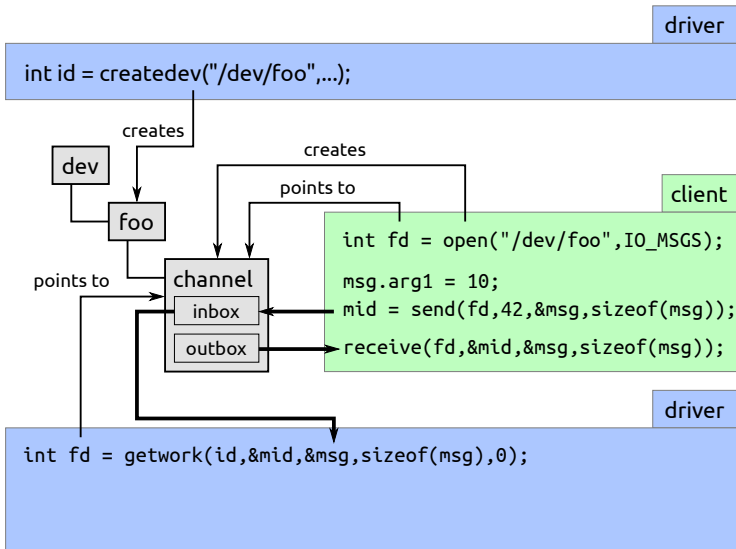 driver
int id = createdev("/dev/foo",...);
creates
dev
creates
points to
client
foo
int fd = open("/dev/foo",IO_MSGS);
points to
channel
msg.arg1 = 10;
inbox
mid = send(fd,42,&msg,sizeof(msg));
outbox
receive(fd,&mid,&msg,sizeof(msg));
driver
int fd = getwork(id,&mid,&msg,sizeof(msg),0);